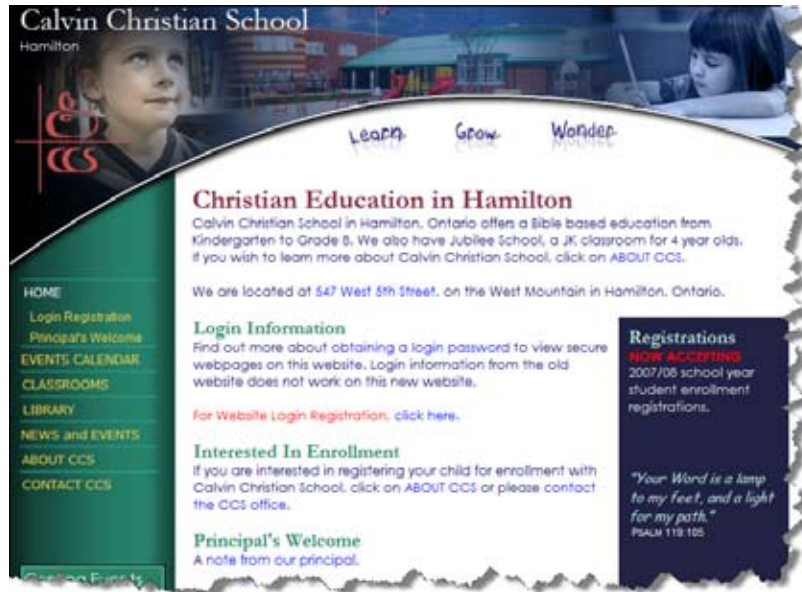 Calvin Christian School
Hamilton
CCS
Learn Grow Wonder
Christian Education in Hamilton
Calvin Christian School in Hamilton, Ontario offers a Bible based education from
Kindergarten to Grade 8. We also have Jubilee School, a JK classroom for 4 year olds.
If you wish to learn more about Calvin Christian School, click on ABOUT CCS.
We are located at 547 West 5th Street, on the West Mountain in Hamilton, Ontario.
HOME
Login Registration
Principal's Welcome
EVENTS CALENDAR
CLASSROOMS
LIBRARY
NEWS and EVENTS
ABOUT CCS
CONTACT CCS
Login Information
Find out more about obtaining a login password to view secure
webpages on this website. Login information from the old
website does not work on this new website.
For Website Login Registration, click here.
Interested In Enrollment
If you are interested in registering your child for enrollment with
Calvin Christian School, click on ABOUT CCS or please contact
the CCS office.
Principal's Welcome
A note from our principal.
Registrations
NOW ACCEPTING
2007/08 school year
student enrollment
registrations.
"Your Word is a lamp
to my feet, and a light
for my path."
PSALM 119:105